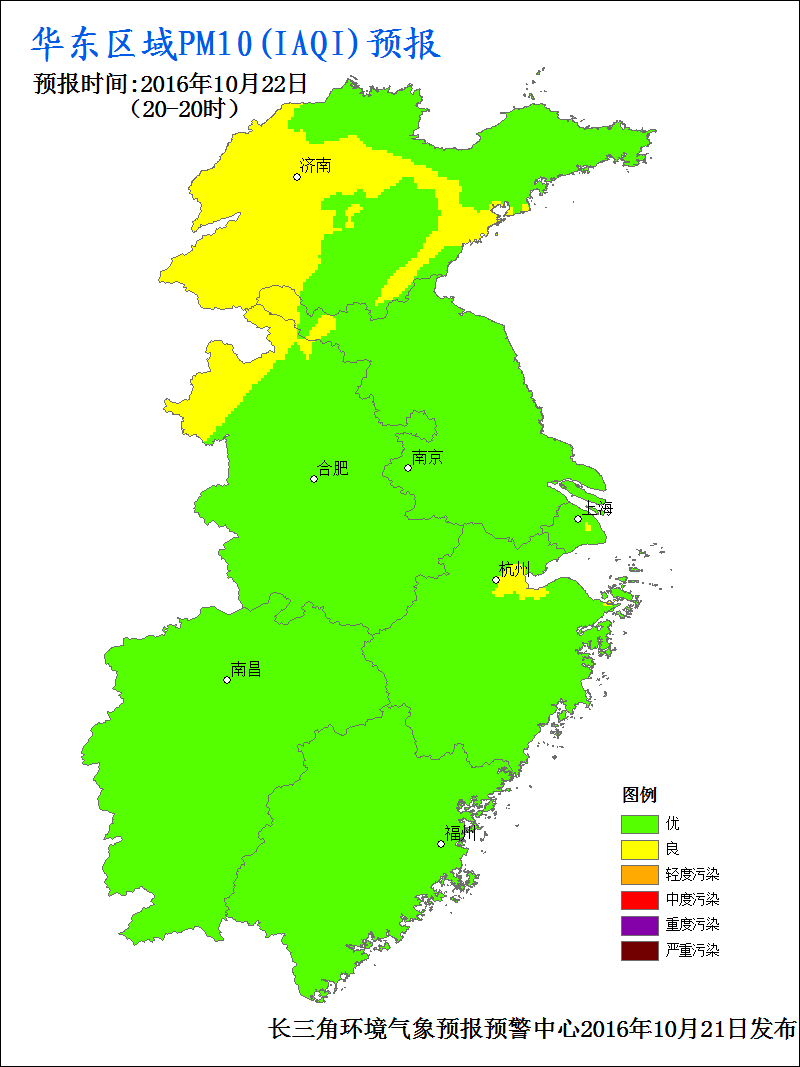 华东区域PM10(IAQI)预报
预报时间:2016年10月22日
（20-20时）
济南
合肥
南京
上海
杭州
南昌
福州
图例
优
良
轻度污染
中度污染
重度污染
严重污染
长三角环境气象预报预警中心2016年10月21日发布